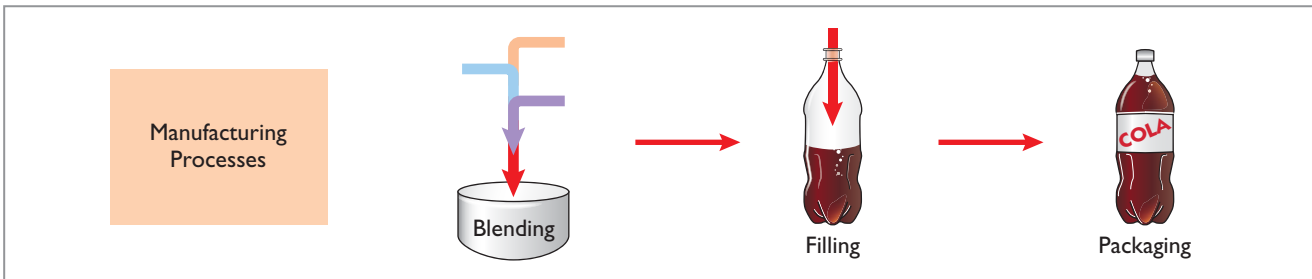 Manufacturing
Processes
Blending
Filling
COLA
Packaging